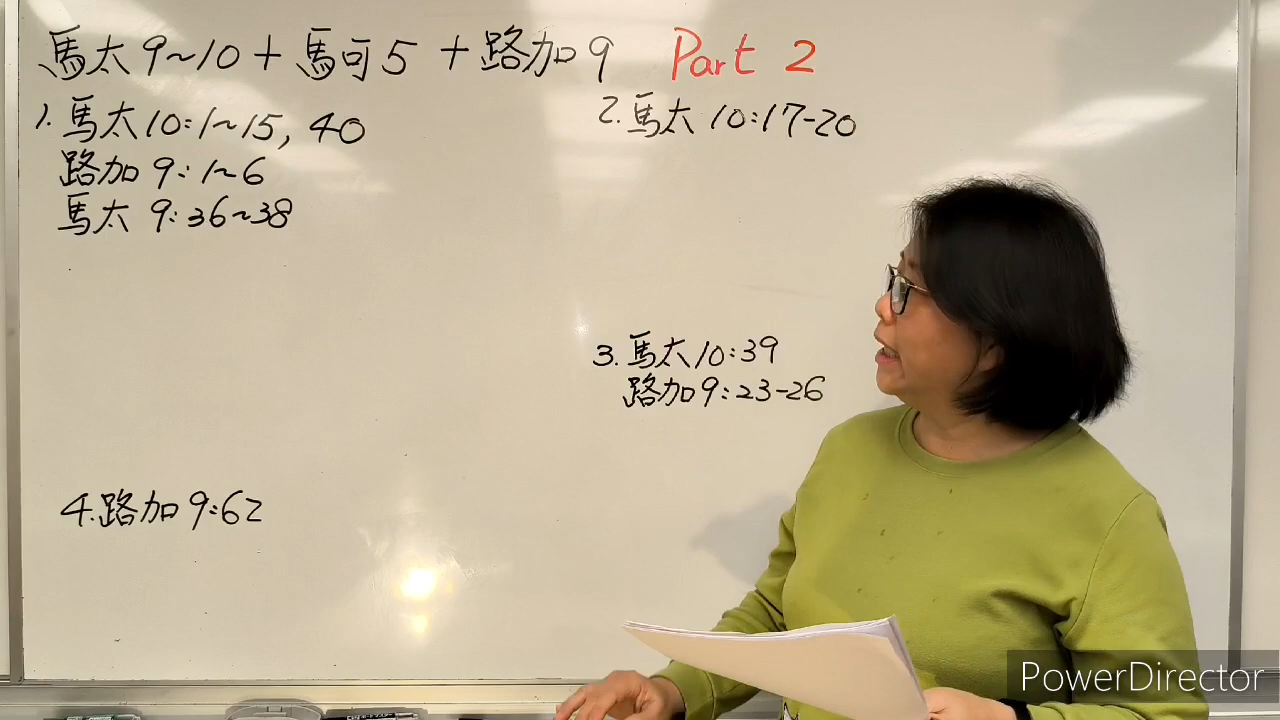 馬太9~10+馬可5+路加9 Part 2
1. 馬太10:1~15, 40
路加9:1~6
馬太 9:36~38
2. 馬太 10:17-20
3. 馬太10:39
路加9:23-26
4. 路加9:62
PowerDirector